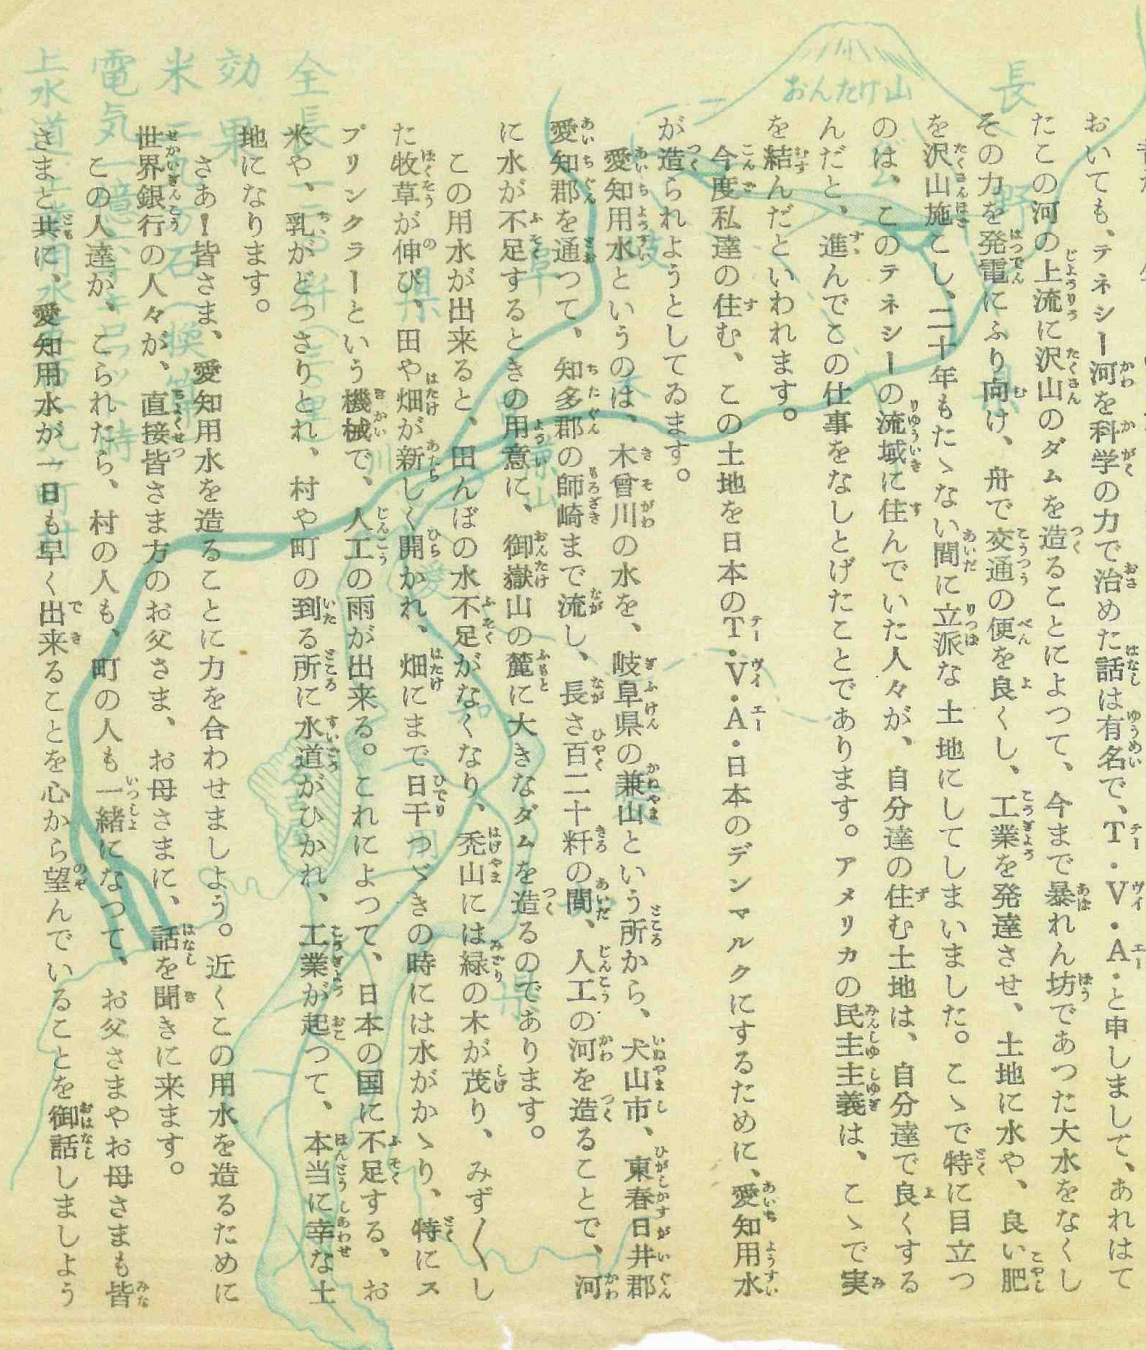 おいても、テネシー河を科学の力で治めた話は有名で、T・V・A・と申しまして、あれはて
たこの河の上流に沢山のダムを造ることによつて、今まで暴れん坊であつた大水をなくし
その力を発電にふり向け、舟で交通の便を良くし、工業を発達させ、土地に水や、良い肥
を沢山施こし、二十年もたゝない間に立派な土地にしてしまいました。こゝで特に目立つ
のは、このテネシーの流域に住んでいた人々が、自分達の住む土地は、自分達で良くする
んだと、進んでこの仕事をなしとげたことであります。アメリカの民主主義は、こゝで実
を結んだといわれます。
今度私達の住む、この土地を日本のT・V・A・日本のデンマルクにするために、愛知用水
が造られようとしてゐます。
愛知用水というのは、木曾川の水を、岐阜県の兼山という所から、犬山市、東春日井郡
愛知郡を通つて、知多郡の師崎まで流し、長さ百二十粁の間、人工の河を造ることで、河
に水が不足するときの用意に、御嶽山の麓に大きなダムを造るのであります。
この用水が出来ると、田んぼの水不足がなくなり、禿山には緑の木が茂り、みず〳〵し
た牧草が伸び、田や畑が新しく開かれ、畑にまで日干つゞきの時には水がかゝり、特にス
プリンクラーという機械で、人工の雨が出来る。これによつて、日本の国に不足する、お
米や、乳がどつさりとれ、村や町の到る所に水道がひかれ、工業が起つて、本当に幸な土
地になります。
さあ！皆さま、愛知用水を造ることに力を合わせましよう。近くこの用水を造るために
世界銀行の人々が、直接皆さま方のお父さま、お母さまに、話を聞きに来ます。
この人達が、こられたら、村の人も、町の人も一緒になつて、お父さまやお母さまも皆
さまと共に、愛知用水が一日も早く出来ることを心から望んでいることを御話しましよう
おんたけ山
長野県
岐阜県
愛知県
全長
効果
米
電気一億
上水道